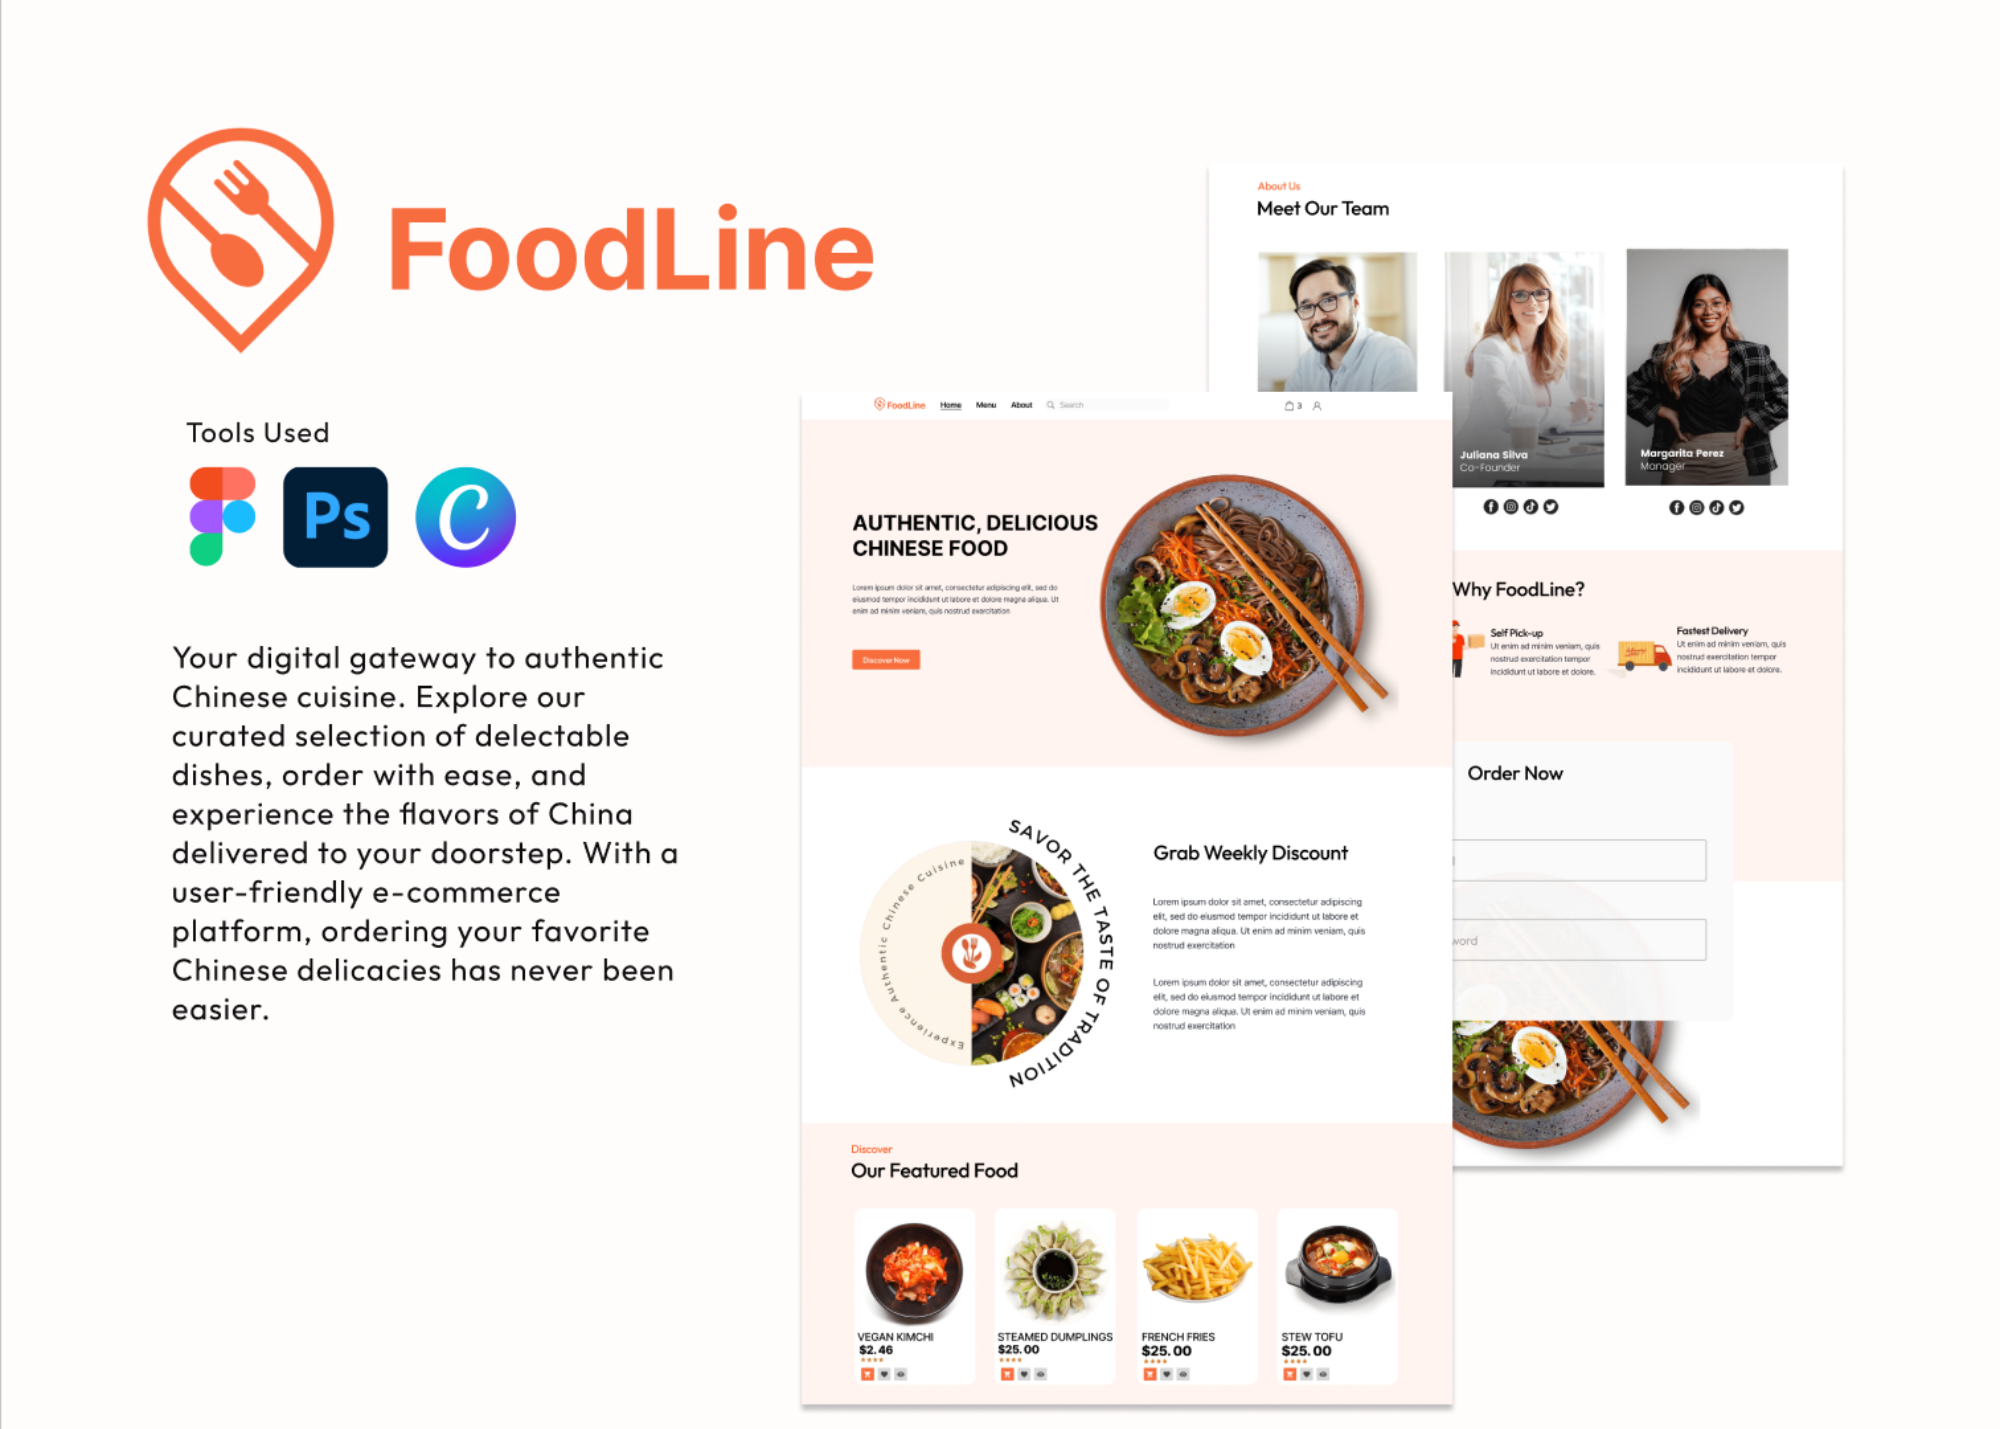 FoodLine
Tools Used
Ps
C
Your digital gateway to authentic
Chinese cuisine. Explore our
curated selection of delectable
dishes, order with ease, and
experience the flavors of China
delivered to your doorstep. With a
user-friendly e-commerce
platform, ordering your favorite
Chinese delicacies has never been
easier.
FoodLine Home Menu About Search 3
AUTHENTIC, DELICIOUS
CHINESE FOOD
Lorem ipsum dolor sit amet, consectetur adipiscing elit, sed do
eiusmod tempor incididunt ut labore et dolore magna aliqua. Ut
enim ad minim veniam, quis nostrud exercitation
Discover Now
Experience Authentic Chinese Cuisine
SAVOR THE TASTE OF TRADITION
Grab Weekly Discount
Lorem ipsum dolor sit amet, consectetur adipiscing
elit, sed do eiusmod tempor incididunt ut labore et
dolore magna aliqua. Ut enim ad minim veniam, quis
nostrud exercitation
Lorem ipsum dolor sit amet, consectetur adipiscing
elit, sed do eiusmod tempor incididunt ut labore et
dolore magna aliqua. Ut enim ad minim veniam, quis
nostrud exercitation
Discover
Our Featured Food
VEGAN KIMCHI
$2.46
STEAMED DUMPLINGS
$25.00
FRENCH FRIES
$25.00
STEW TOFU
$25.00
About Us
Meet Our Team
Juliana Silva
Co-Founder
Margarita Perez
Manager
Why FoodLine?
Self Pick-up
Ut enim ad minim veniam, quis
nostrud exercitation tempor
incididunt ut labore et dolore.
Fastest Delivery
Ut enim ad minim veniam, quis
nostrud exercitation tempor
incididunt ut labore et dolore.
Order Now
word